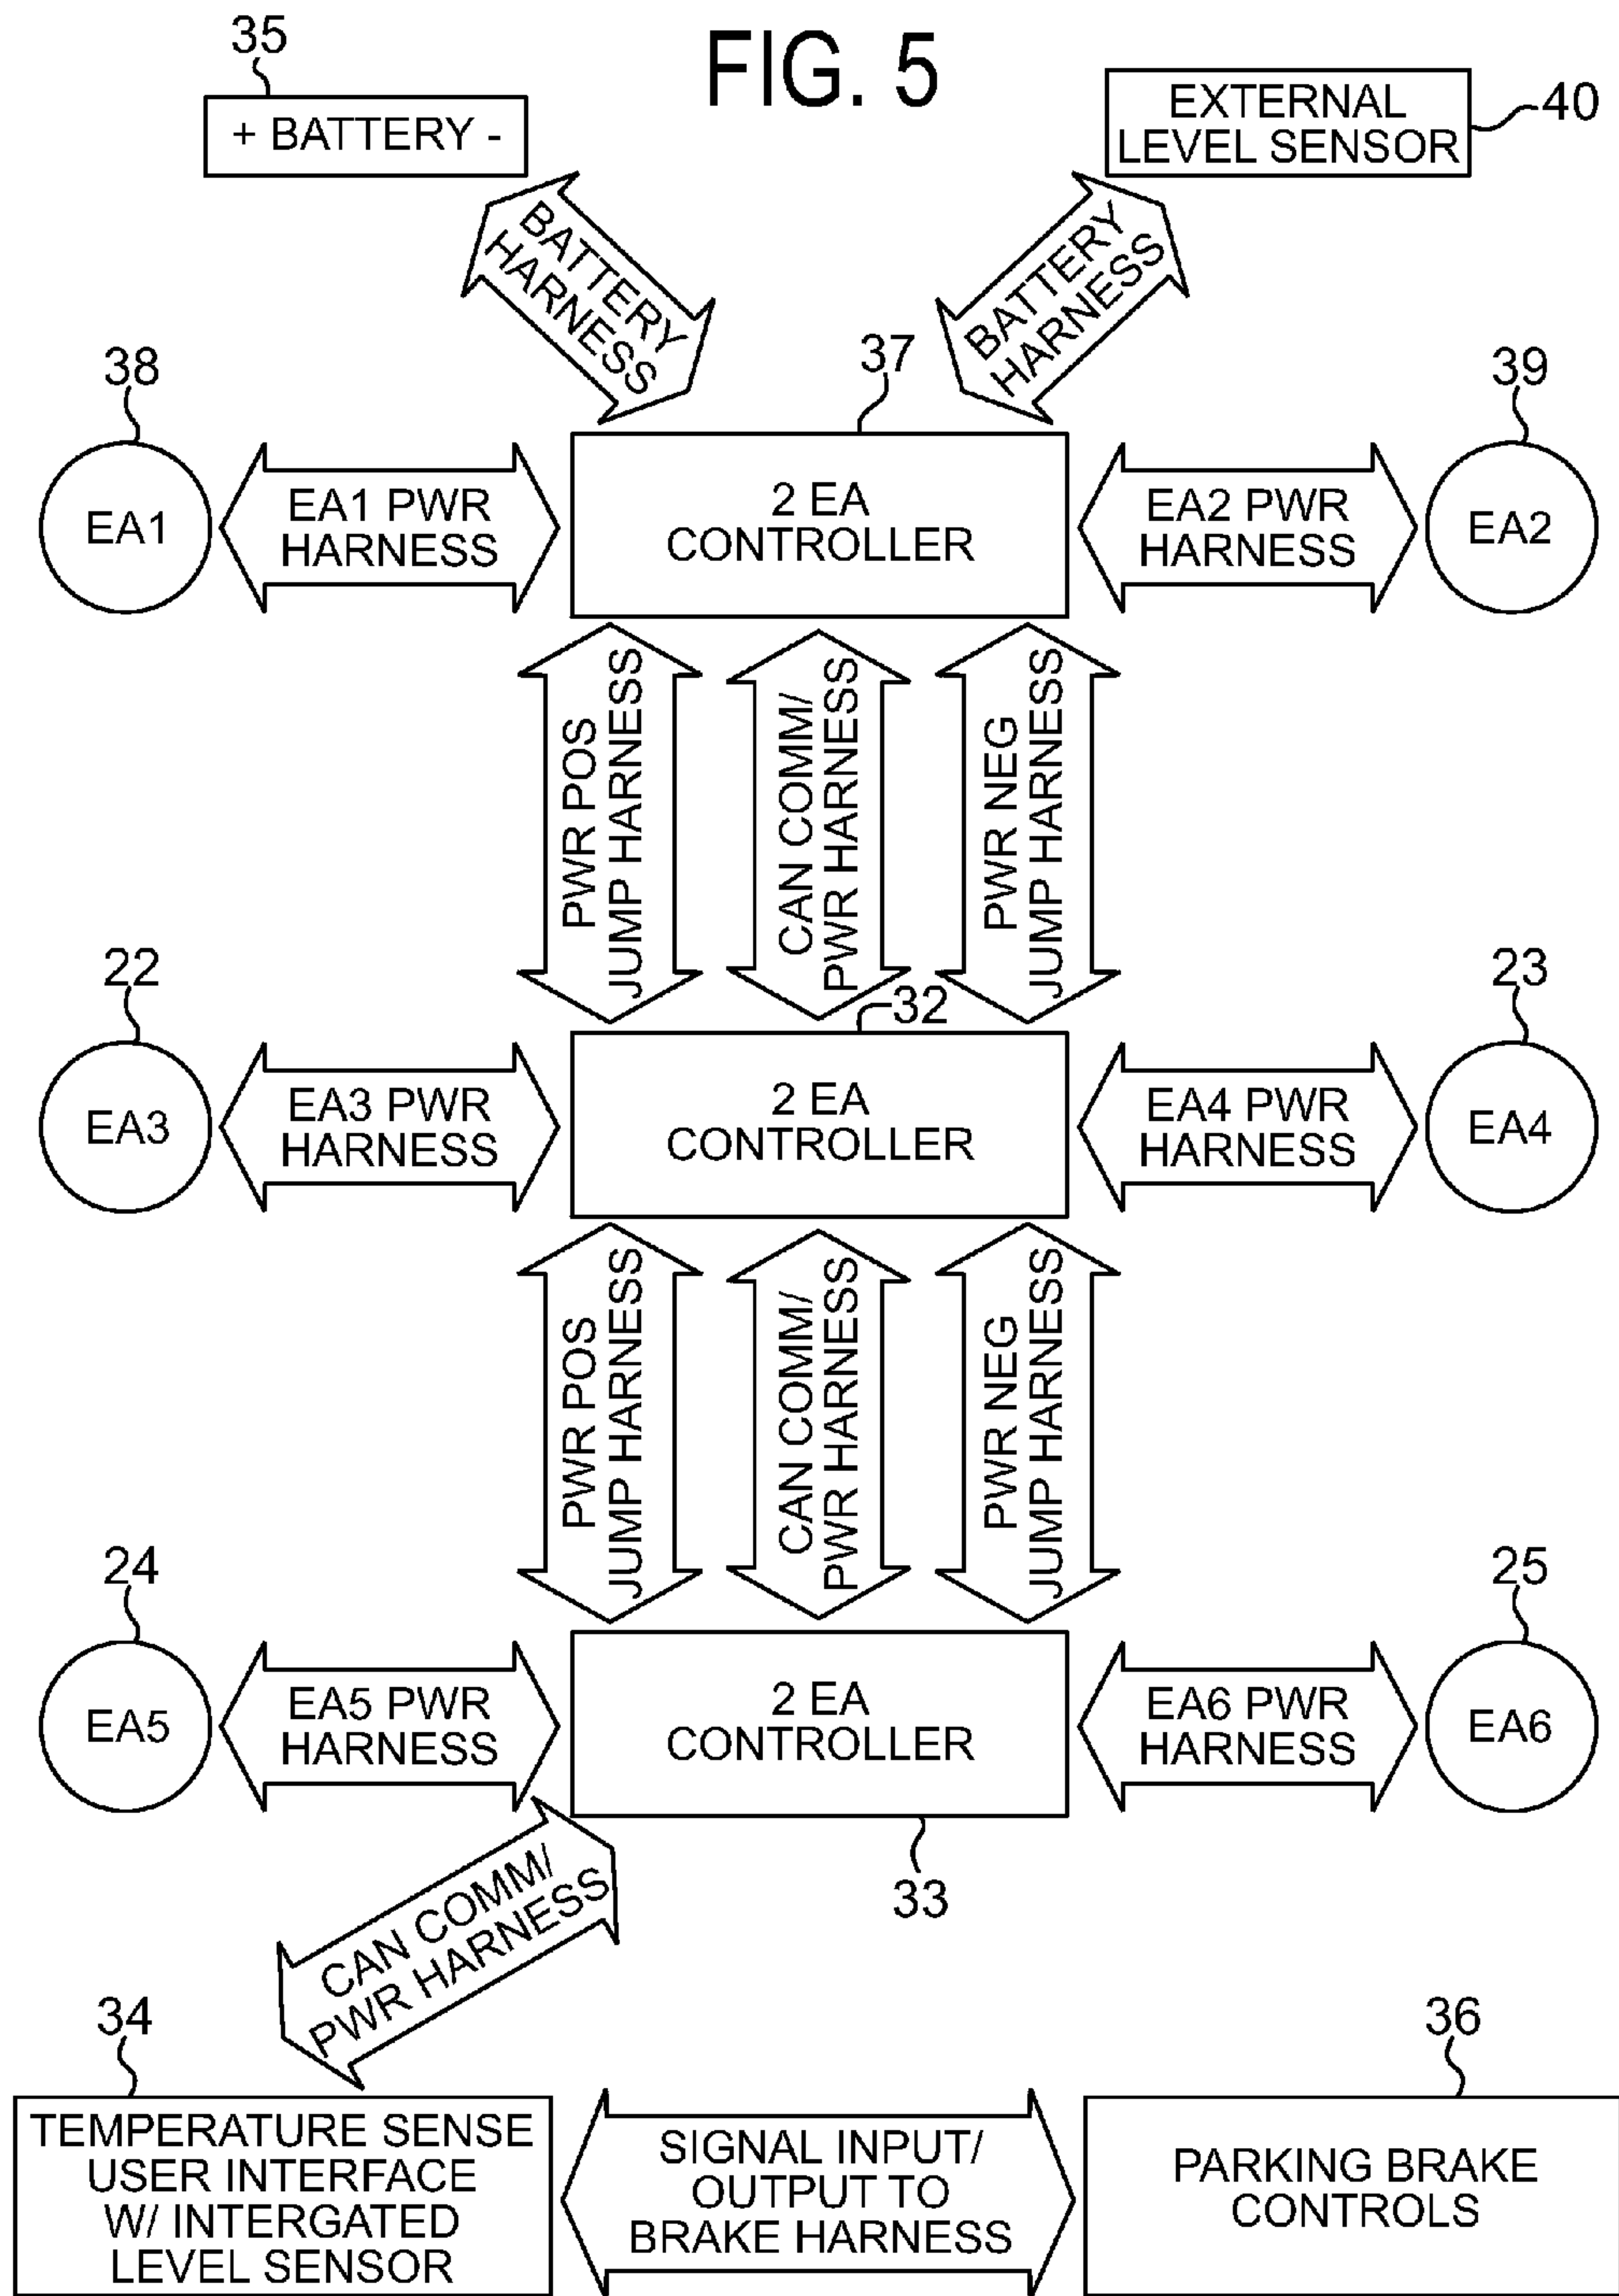 FIG. 5
35
+ BATTERY -
EXTERNAL
LEVEL SENSOR
40
BATTERY
HARNESS
BATTERY
HARNESS
38
37
39
EA1
EA1 PWR
HARNESS
2 EA
CONTROLLER
EA2 PWR
HARNESS
EA2
PWR POS
JUMP HARNESS
CAN COMM/
PWR HARNESS
PWR NEG
JUMP HARNESS
22
32
23
EA3
EA3 PWR
HARNESS
2 EA
CONTROLLER
EA4 PWR
HARNESS
EA4
PWR POS
JUMP HARNESS
CAN COMM/
PWR HARNESS
PWR NEG
JUMP HARNESS
24
25
EA5
EA5 PWR
HARNESS
2 EA
CONTROLLER
EA6 PWR
HARNESS
EA6
33
CAN COMM/
PWR HARNESS
34
36
TEMPERATURE SENSE
USER INTERFACE
W/ INTERGATED
LEVEL SENSOR
SIGNAL INPUT/
OUTPUT TO
BRAKE HARNESS
PARKING BRAKE
CONTROLS